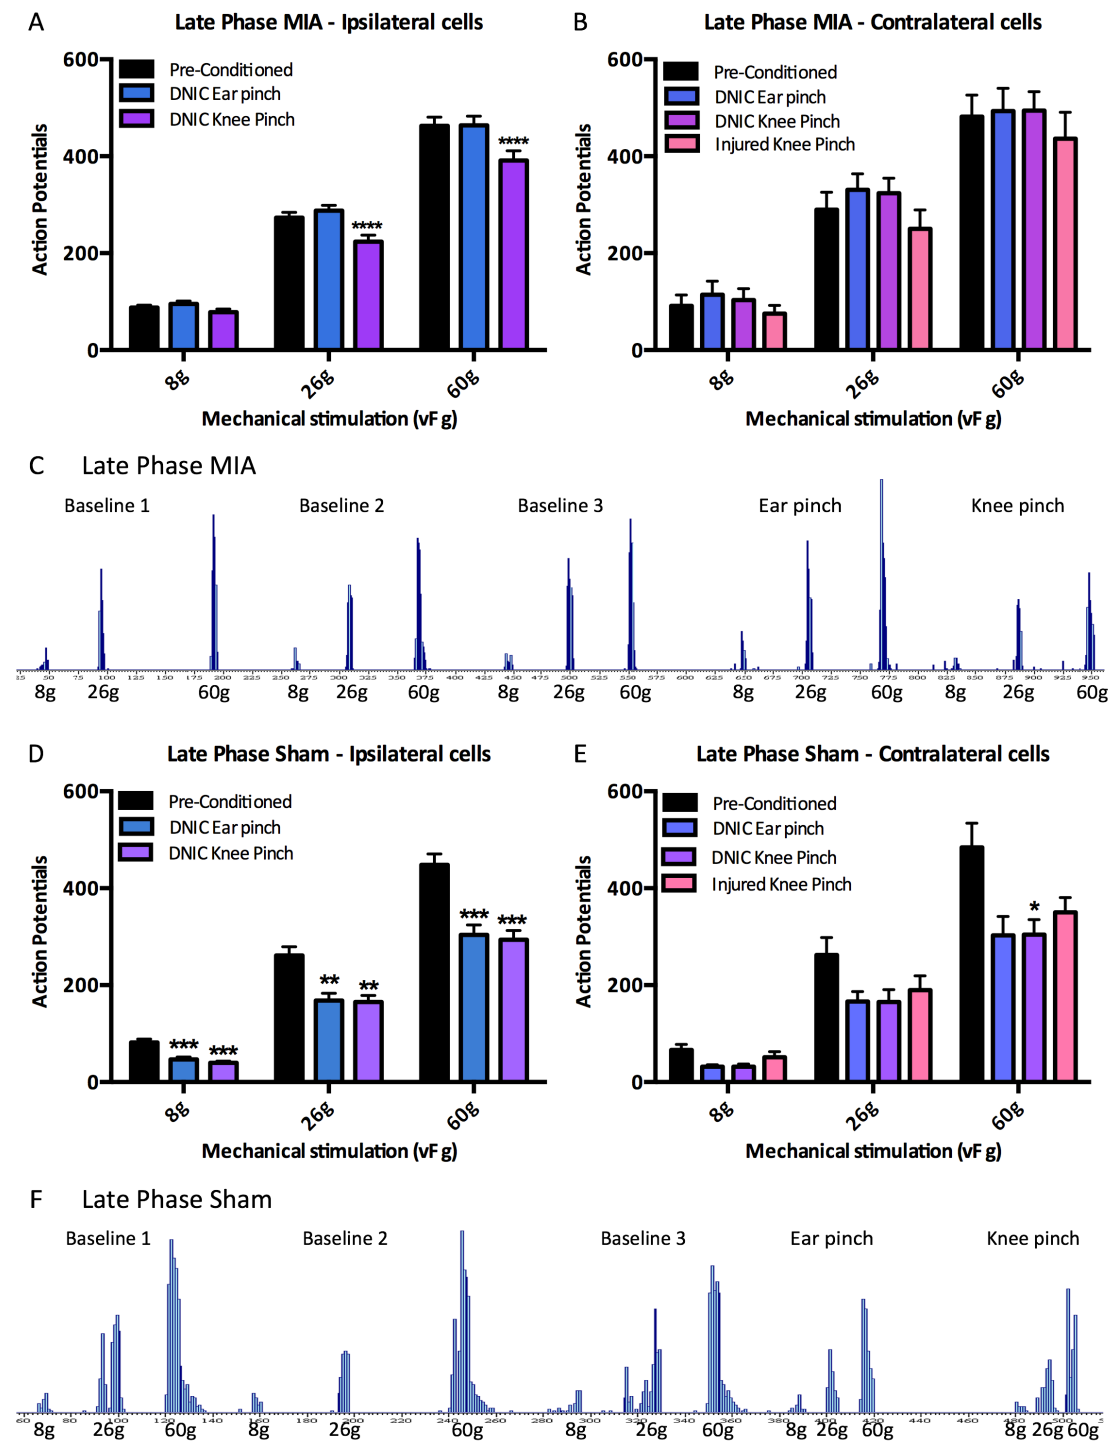 A Late Phase MIA - Ipsilateral cells
600
400
200
0
Action Potentials
Pre-Conditioned
DNIC Ear pinch
DNIC Knee Pinch
****
****
8g 26g 60g
Mechanical stimulation (vF g)
B Late Phase MIA - Contralateral cells
600
400
200
0
Action Potentials
Pre-Conditioned
DNIC Ear pinch
DNIC Knee Pinch
Injured Knee Pinch
8g 26g 60g
Mechanical stimulation (vF g)
C Late Phase MIA
Baseline 1 Baseline 2 Baseline 3 Ear pinch Knee pinch
8g 26g 60g 8g 26g 60g 8g 26g 60g 8g 26g 60g 8g 26g 60g
D Late Phase Sham - Ipsilateral cells
600
400
200
0
Action Potentials
Pre-Conditioned
DNIC Ear pinch
DNIC Knee Pinch
*** ***
** **
*** ***
8g 26g 60g
Mechanical stimulation (vF g)
E Late Phase Sham - Contralateral cells
600
400
200
0
Action Potentials
Pre-Conditioned
DNIC Ear pinch
DNIC Knee Pinch
Injured Knee Pinch
*
8g 26g 60g
Mechanical stimulation (vF g)
F Late Phase Sham
Baseline 1 Baseline 2 Baseline 3 Ear pinch Knee pinch
8g 26g 60g 8g 26g 60g 8g 26g 60g 8g 26g 60g 8g 26g 60g